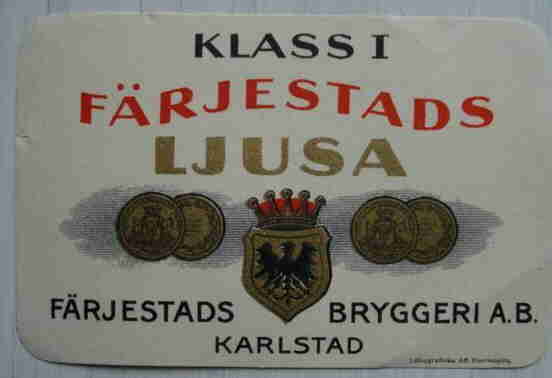 KLASS I
FÄRJESTADS
LJUSA
FÄRJESTADS BRYGGERI A.B.
KARLSTAD